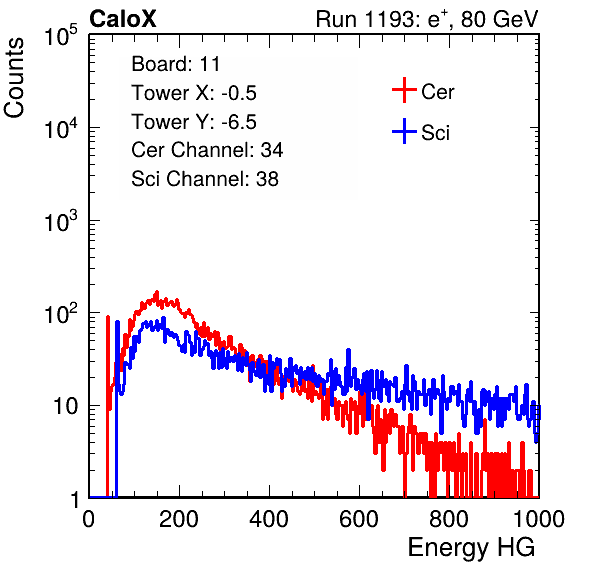 CaloX Run 1193: e⁺, 80 GeV
Counts
Board: 11
Tower X: -0.5
Tower Y: -6.5
Cer Channel: 34
Sci Channel: 38
Cer
Sci
10⁵
10⁴
10³
10²
10
1
0 200 400 600 800 1000
Energy HG